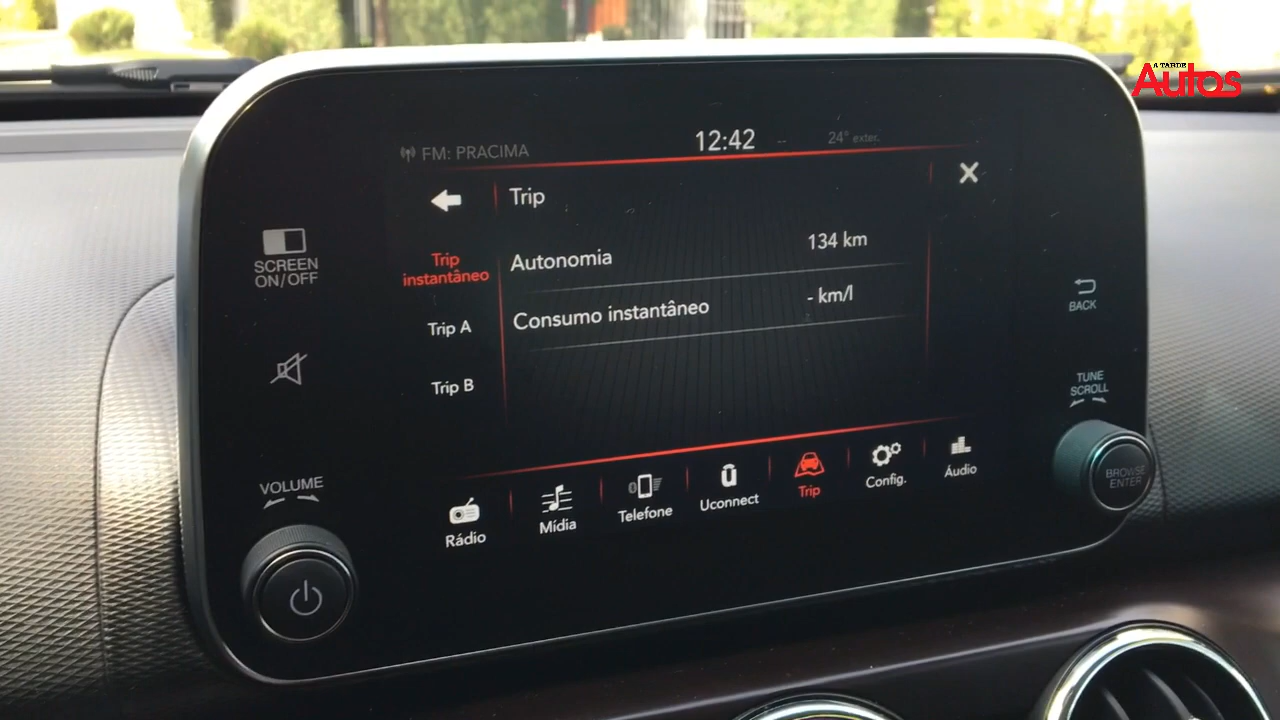 A TARDE
Autos
FM: PRACIMA
12:42
--
24° exter.
Trip
Trip
instantâneo
Autonomia
134 km
Consumo instantâneo
- km/l
Trip A
Trip B
SCREEN
ON/OFF
BACK
TUNE
SCROLL
VOLUME
BROWSE
ENTER
Rádio
Mídia
Telefone
Uconnect
Trip
Config.
Áudio